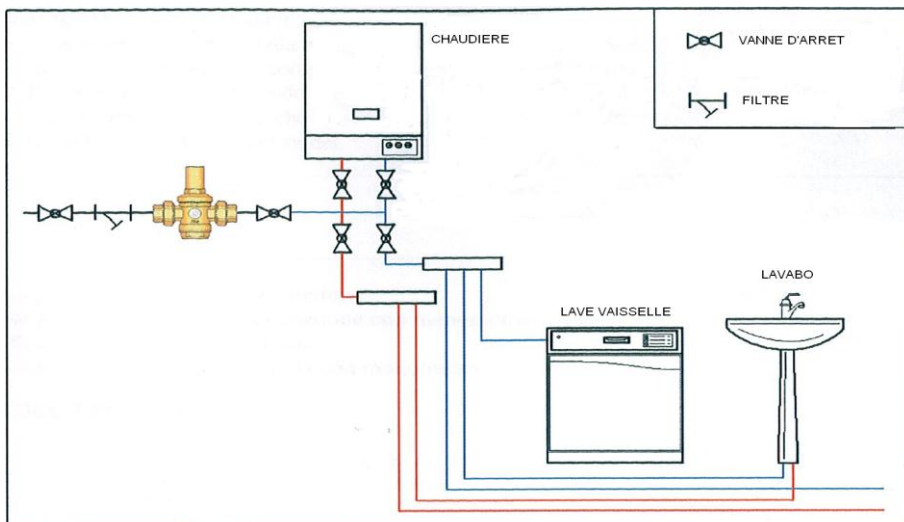 CHAUDIERE
VANNE D'ARRET
FILTRE
LAVE VAISSELLE
LAVABO